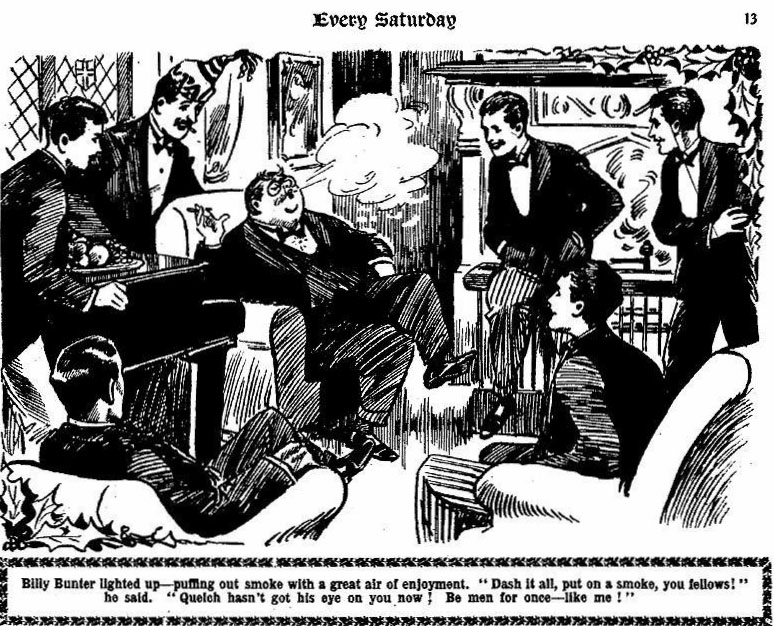 Every Saturday
13
Billy Bunter lighted up—puffing out smoke with a great air of enjoyment. "Dash it all, put on a smoke, you fellows!"
he said. "Quelch hasn't got his eye on you now! Be men for once—like me!"